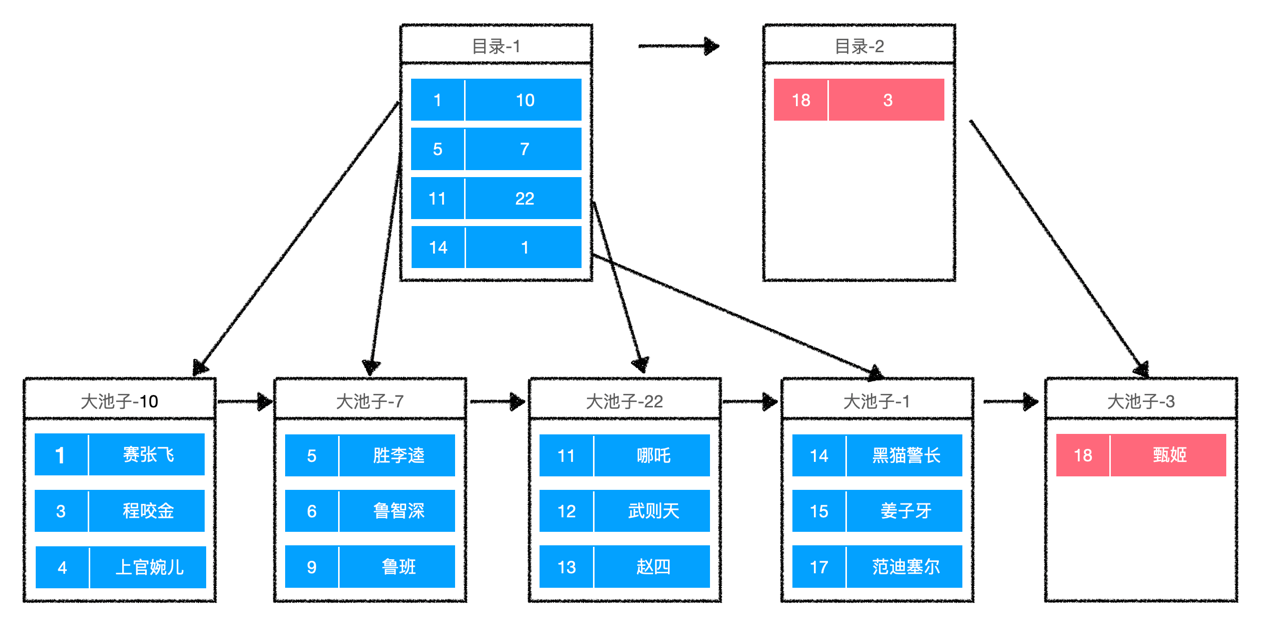 目录-1
1 10
5 7
11 22
14 1
目录-2
18 3
大池子-10
1 赛张飞
3 程咬金
4 上官婉儿
大池子-7
5 胜李逵
6 鲁智深
9 鲁班
大池子-22
11 哪吒
12 武则天
13 赵四
大池子-1
14 黑猫警长
15 姜子牙
17 范迪塞尔
大池子-3
18 甄姬